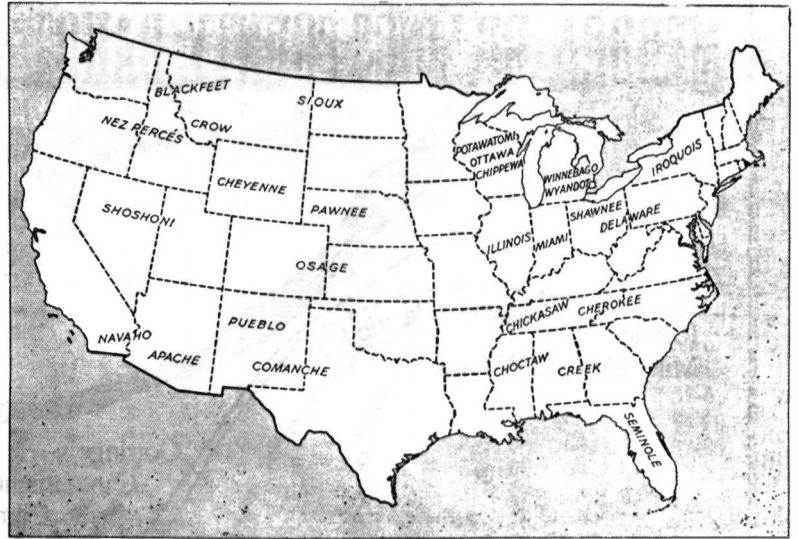 BLACKFEET
SIOUX
NEZ PERCÉS
CROW
POTAWATOMI
OTTAWA
CHIPPEWA
IROQUOIS
WINNEBAGO
WYANDOT
CHEYENNE
SHOSHONI
PAWNEE
SHAWNEE
DELAWARE
ILLINOIS
MIAMI
OSAGE
CHICKASAW
CHEROKEE
PUEBLO
NAVAHO
APACHE
COMANCHE
CHOCTAW
CREEK
SEMINOLE